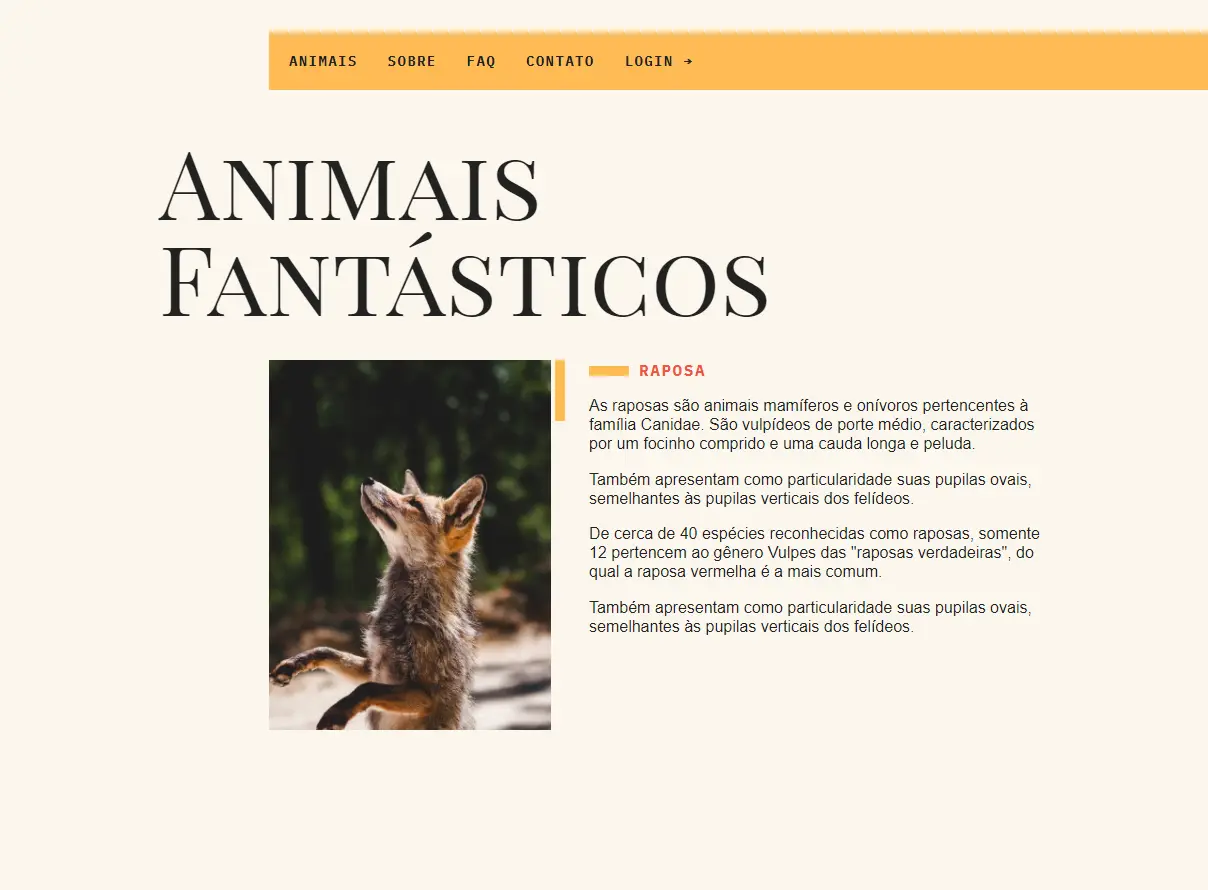 ANIMAIS SOBRE FAQ CONTATO LOGIN →
Animais
Fantásticos
RAPOSA
As raposas são animais mamíferos e onívoros pertencentes à
família Canidae. São vulpídeos de porte médio, caracterizados
por um focinho comprido e uma cauda longa e peluda.
Também apresentam como particularidade suas pupilas ovais,
semelhantes às pupilas verticais dos felídeos.
De cerca de 40 espécies reconhecidas como raposas, somente
12 pertencem ao gênero Vulpes das "raposas verdadeiras", do
qual a raposa vermelha é a mais comum.
Também apresentam como particularidade suas pupilas ovais,
semelhantes às pupilas verticais dos felídeos.